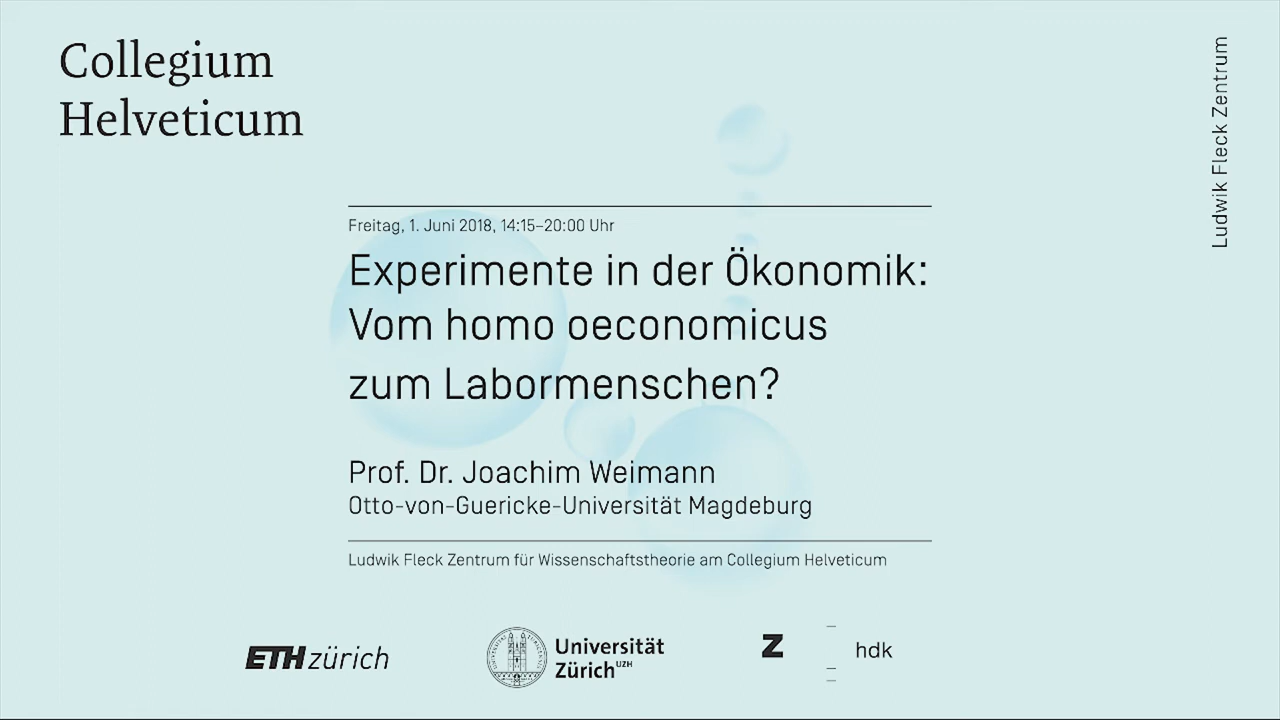 Collegium
Helveticum
Ludwik Fleck Zentrum
Freitag, 1. Juni 2018, 14:15–20:00 Uhr
Experimente in der Ökonomik:
Vom homo oeconomicus
zum Labormenschen?
Prof. Dr. Joachim Weimann
Otto-von-Guericke-Universität Magdeburg
Ludwik Fleck Zentrum für Wissenschaftstheorie am Collegium Helveticum
ETH zürich
Universität
Zürich UZH
Z hdk